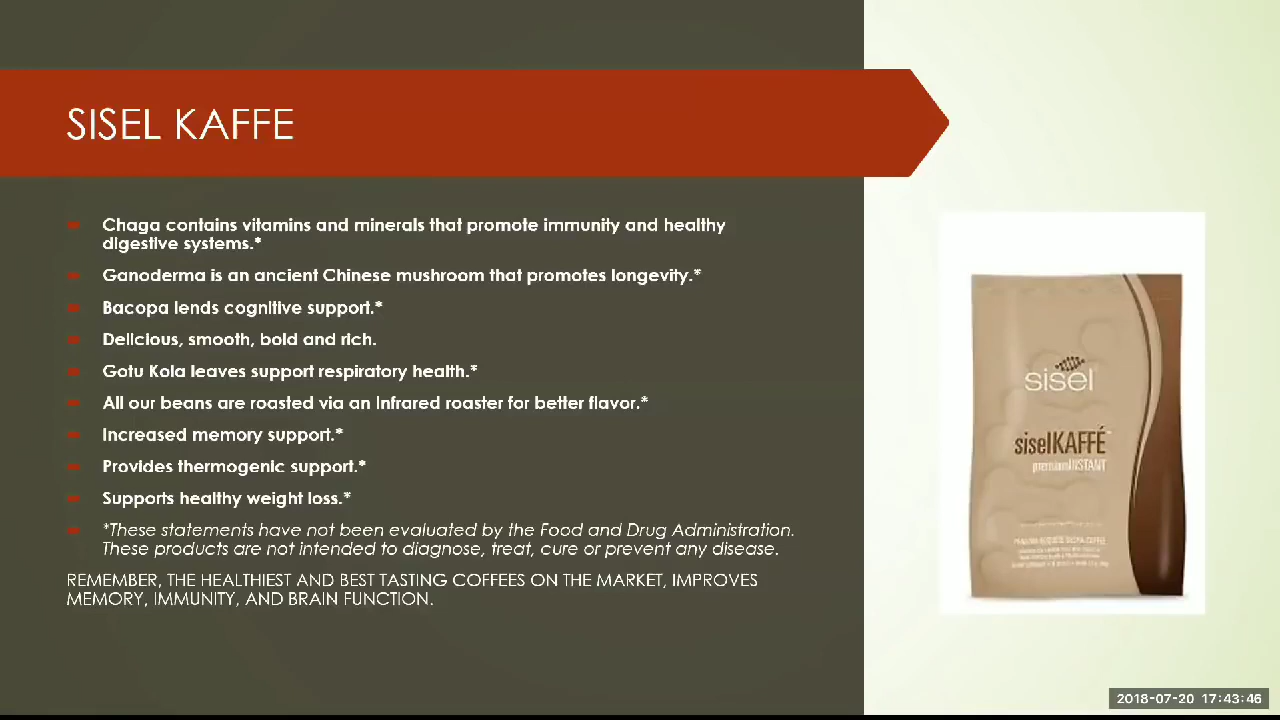 SISEL KAFFE
Chaga contains vitamins and minerals that promote immunity and healthy
digestive systems.*
Ganoderma is an ancient Chinese mushroom that promotes longevity.*
Bacopa lends cognitive support.*
Delicious, smooth, bold and rich.
Gotu Kola leaves support respiratory health.*
All our beans are roasted via an Infrared roaster for better flavor.*
Increased memory support.*
Provides thermogenic support.*
Supports healthy weight loss.*
*These statements have not been evaluated by the Food and Drug Administration.
These products are not intended to diagnose, treat, cure or prevent any disease.
REMEMBER, THE HEALTHIEST AND BEST TASTING COFFEES ON THE MARKET, IMPROVES
MEMORY, IMMUNITY, AND BRAIN FUNCTION.
sisel
siselKAFFÉ™
premiumINSTANT
2018-07-20 17:43:46